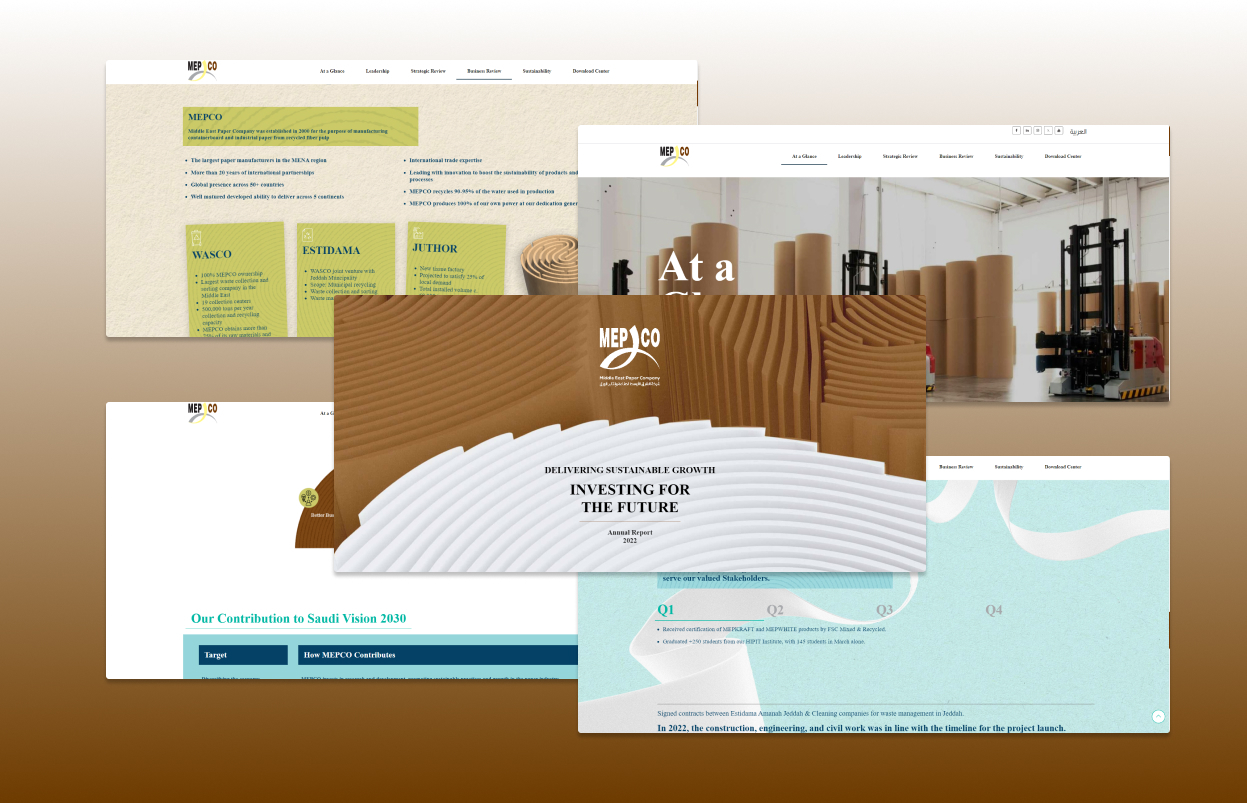 MEPCO
At a Glance
Leadership
Strategic Review
Business Review
Sustainability
Download Center
MEPCO
Middle East Paper Company was established in 2000 for the purpose of manufacturing
containerboard and industrial paper from recycled fiber pulp
The largest paper manufacturers in the MENA region
More than 20 years of international partnerships
Global presence across 50+ countries
Well matured developed ability to deliver across 5 continents
International trade expertise
Leading with innovation to boost the sustainability of products and
processes
MEPCO recycles 90-95% of the water used in production
MEPCO produces 100% of our own power at our dedication
WASCO
100% MEPCO ownership
Largest waste collection and
sorting company in the
Middle East
19 collection centers
500,000 tons per year
collection and recycling
capacity
MEPCO obtains more than
ESTIDAMA
WASCO joint venture with
Jeddah Municipality
Scope: Municipal recycling
Waste collection and sorting
JUTHOR
New tissue factory
Projected to satisfy 25% of
local demand
Total installed volume
العربية
MEPCO
At a Glance
Leadership
Strategic Review
Business Review
Sustainability
Download Center
At a
MEPCO
Middle East Paper Company
DELIVERING SUSTAINABLE GROWTH
INVESTING FOR
THE FUTURE
Annual Report
2022
MEPCO
At a
Our Contribution to Saudi Vision 2030
Target
How MEPCO Contributes
Business Review
Sustainability
Download Center
serve our valued Stakeholders.
Q1
Q2
Q3
Q4
Received certification of MEPKRAFT and MEPWHITE products by FSC Mixed & Recycled.
Graduated +250 students from our HIPIT Institute, with 145 students in March alone.
Signed contracts between Estidama Amanah Jeddah & Cleaning companies for waste management in Jeddah.
In 2022, the construction, engineering, and civil work was in line with the timeline for the project launch.